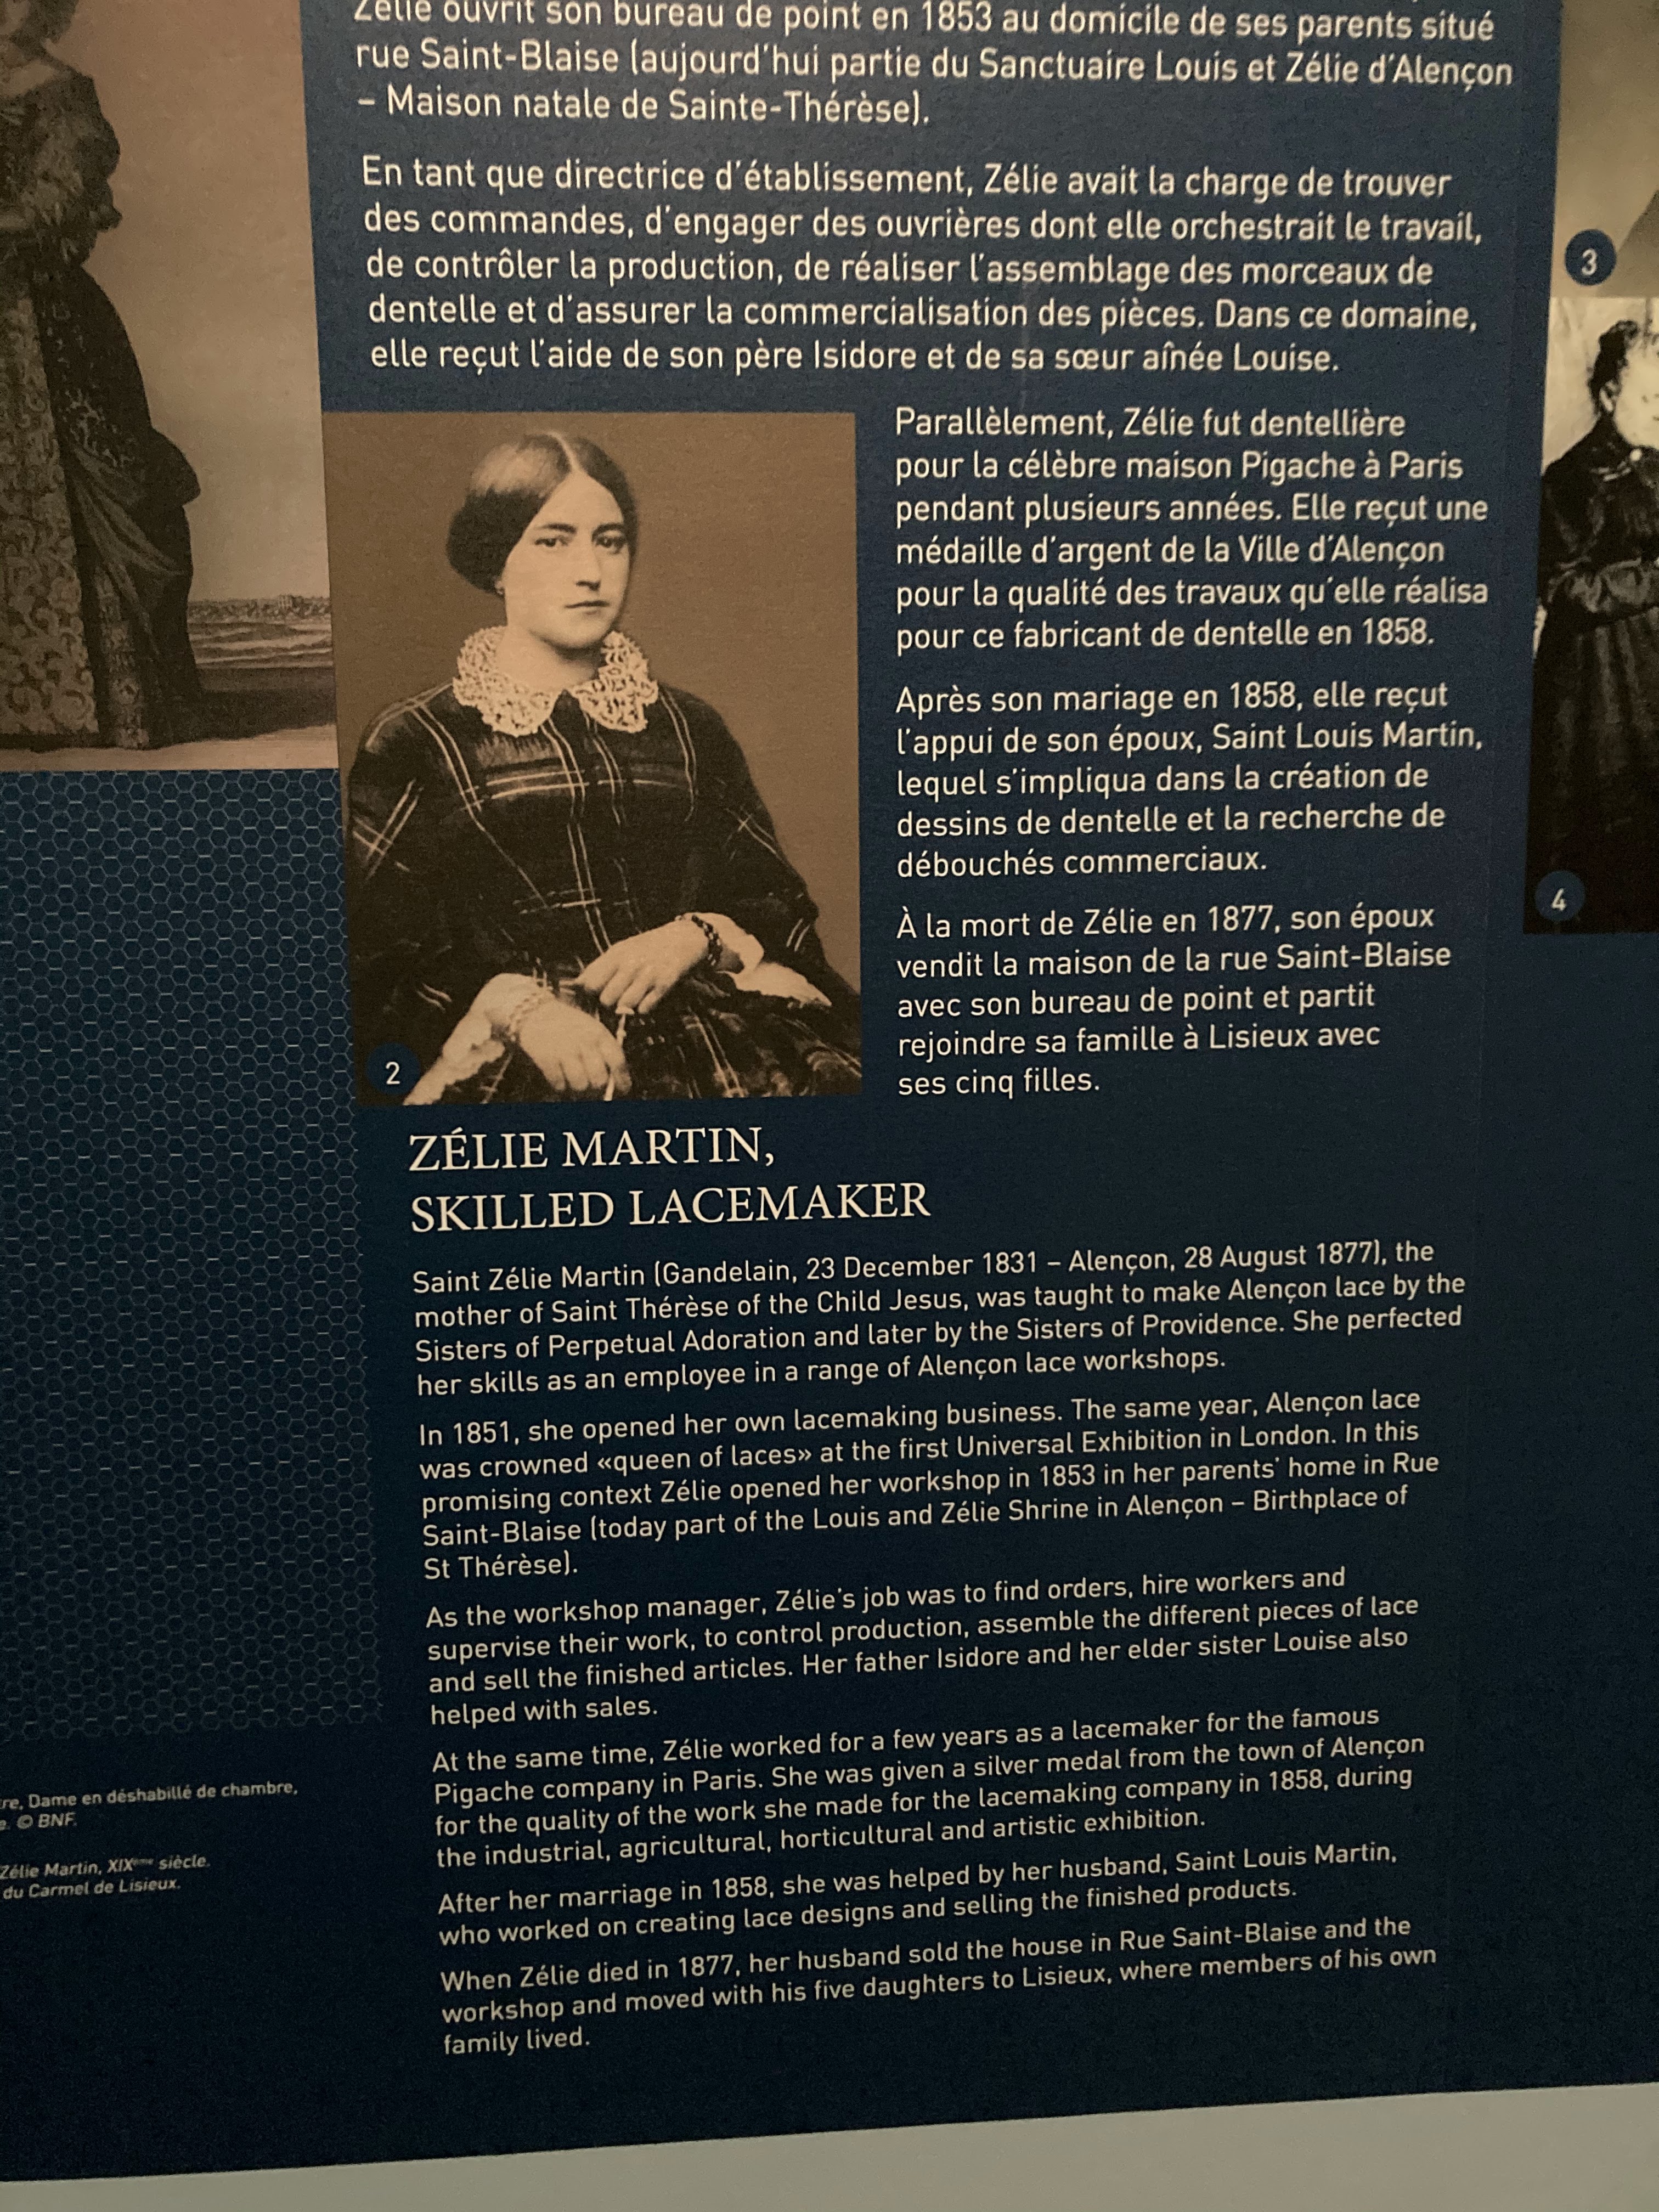 Zélie ouvrit son bureau de point en 1853 au domicile de ses parents situé
rue Saint-Blaise (aujourd'hui partie du Sanctuaire Louis et Zélie d'Alençon
– Maison natale de Sainte-Thérèse).
En tant que directrice d'établissement, Zélie avait la charge de trouver
des commandes, d'engager des ouvrières dont elle orchestrait le travail,
de contrôler la production, de réaliser l'assemblage des morceaux de
dentelle et d'assurer la commercialisation des pièces. Dans ce domaine,
elle reçut l'aide de son père Isidore et de sa sœur aînée Louise.
Parallèlement, Zélie fut dentellière
pour la célèbre maison Pigache à Paris
pendant plusieurs années. Elle reçut une
médaille d'argent de la Ville d'Alençon
pour la qualité des travaux qu'elle réalisa
pour ce fabricant de dentelle en 1858.
Après son mariage en 1858, elle reçut
l'appui de son époux, Saint Louis Martin,
lequel s'impliqua dans la création de
dessins de dentelle et la recherche de
débouchés commerciaux.
À la mort de Zélie en 1877, son époux
vendit la maison de la rue Saint-Blaise
avec son bureau de point et partit
rejoindre sa famille à Lisieux avec
ses cinq filles.
2
3
4
ZÉLIE MARTIN,
SKILLED LACEMAKER
Saint Zélie Martin (Gandelain, 23 December 1831 – Alençon, 28 August 1877), the
mother of Saint Thérèse of the Child Jesus, was taught to make Alençon lace by the
Sisters of Perpetual Adoration and later by the Sisters of Providence. She perfected
her skills as an employee in a range of Alençon lace workshops.
In 1851, she opened her own lacemaking business. The same year, Alençon lace
was crowned «queen of laces» at the first Universal Exhibition in London. In this
promising context Zélie opened her workshop in 1853 in her parents' home in Rue
Saint-Blaise (today part of the Louis and Zélie Shrine in Alençon – Birthplace of
St Thérèse).
As the workshop manager, Zélie's job was to find orders, hire workers and
supervise their work, to control production, assemble the different pieces of lace
and sell the finished articles. Her father Isidore and her elder sister Louise also
helped with sales.
At the same time, Zélie worked for a few years as a lacemaker for the famous
Pigache company in Paris. She was given a silver medal from the town of Alençon
for the quality of the work she made for the lacemaking company in 1858, during
the industrial, agricultural, horticultural and artistic exhibition.
After her marriage in 1858, she was helped by her husband, Saint Louis Martin,
who worked on creating lace designs and selling the finished products.
When Zélie died in 1877, her husband sold the house in Rue Saint-Blaise and the
workshop and moved with his five daughters to Lisieux, where members of his own
family lived.
Dame en déshabillé de chambre,
© BNF.
Zélie Martin, XIXème siècle.
du Carmel de Lisieux.